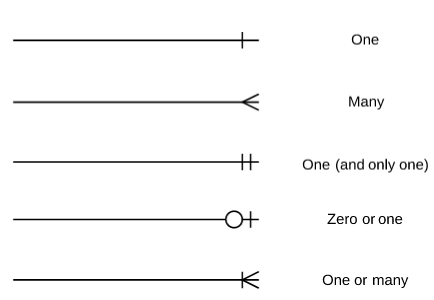 One
Many
One (and only one)
Zero or one
One or many